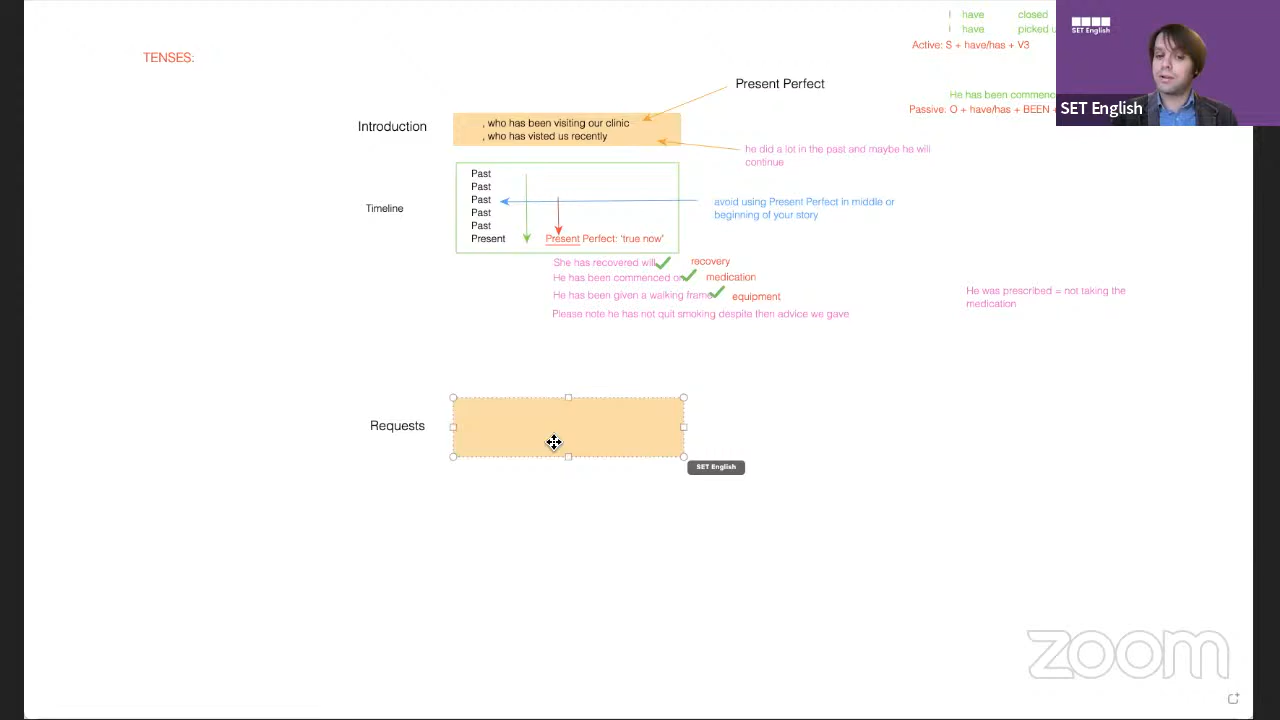 TENSES:
I have closed
I have picked u
Active: S + have/has + V3
SET English
Present Perfect
He has been commenc
Passive: O + have/has + BEEN +
SET English
Introduction
, who has been visiting our clinic
, who has visted us recently
he did a lot in the past and maybe he will
continue
Timeline
Past
Past
Past
Past
Past
Present
Present Perfect: 'true now'
avoid using Present Perfect in middle or
beginning of your story
She has recovered will
recovery
He has been commenced on
medication
He has been given a walking frame
equipment
Please note he has not quit smoking despite then advice we gave
He was prescribed = not taking the
medication
Requests
SET English
zoom